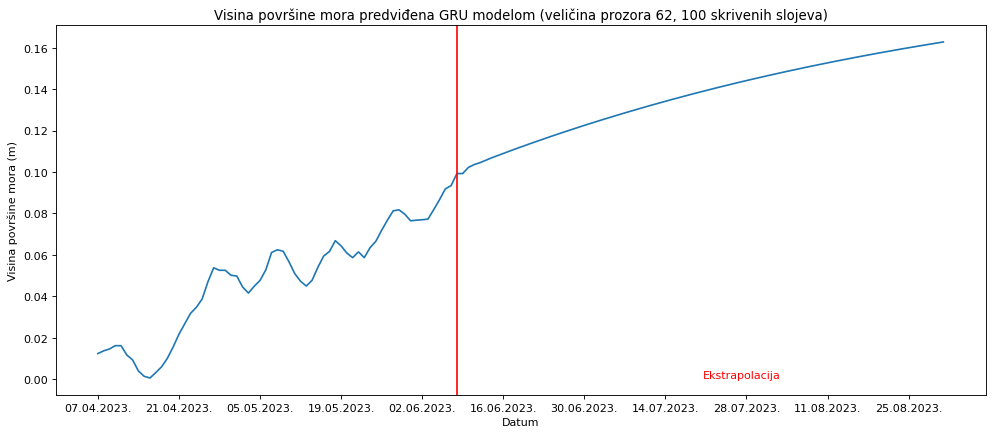 Visina površine mora predviđena GRU modelom (veličina prozora 62, 100 skrivenih slojeva)
Visina površine mora (m)
0.16
0.14
0.12
0.10
0.08
0.06
0.04
0.02
0.00
Ekstrapolacija
07.04.2023. 21.04.2023. 05.05.2023. 19.05.2023. 02.06.2023. 16.06.2023. 30.06.2023. 14.07.2023. 28.07.2023. 11.08.2023. 25.08.2023.
Datum